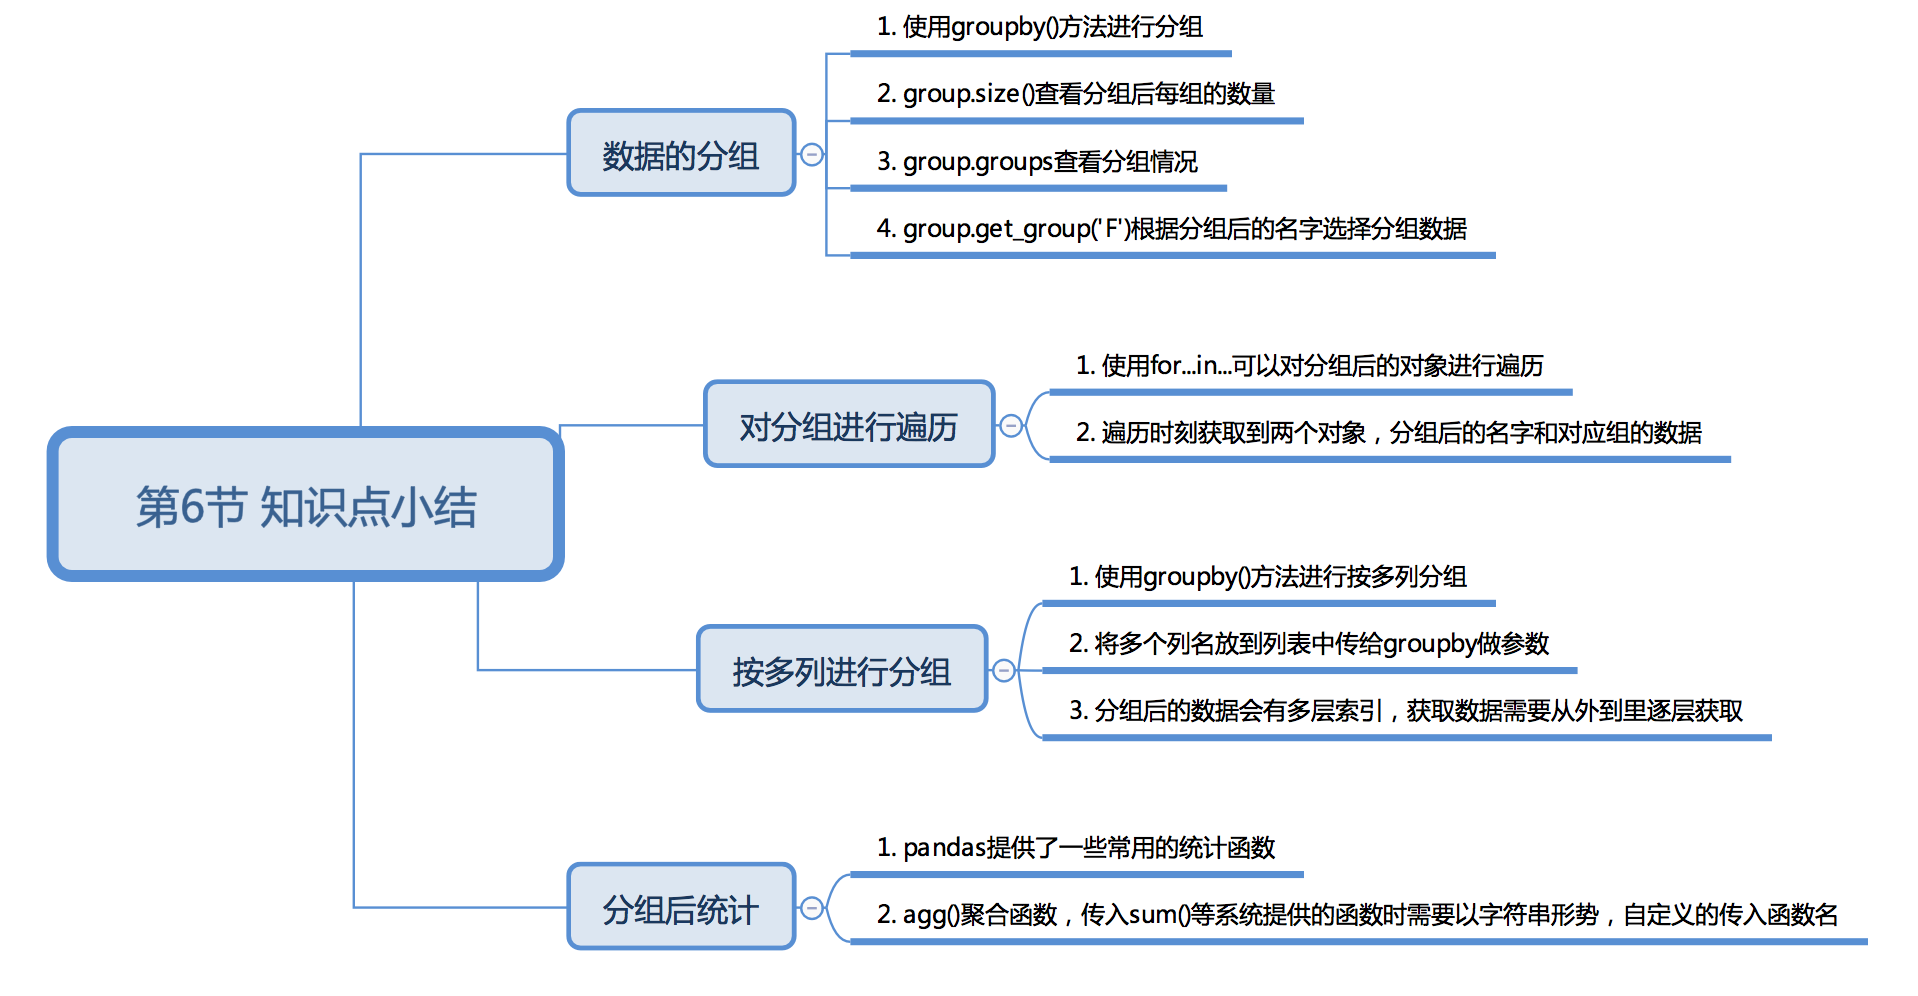 第6节 知识点小结
数据的分组
1. 使用groupby()方法进行分组
2. group.size()查看分组后每组的数量
3. group.groups查看分组情况
4. group.get_group('F')根据分组后的名字选择分组数据
对分组进行遍历
1. 使用for...in...可以对分组后的对象进行遍历
2. 遍历时刻获取到两个对象，分组后的名字和对应组的数据
按多列进行分组
1. 使用groupby()方法进行按多列分组
2. 将多个列名放到列表中传给groupby做参数
3. 分组后的数据会有多层索引，获取数据需要从外到里逐层获取
分组后统计
1. pandas提供了一些常用的统计函数
2. agg()聚合函数，传入sum()等系统提供的函数时需要以字符串形势，自定义的传入函数名